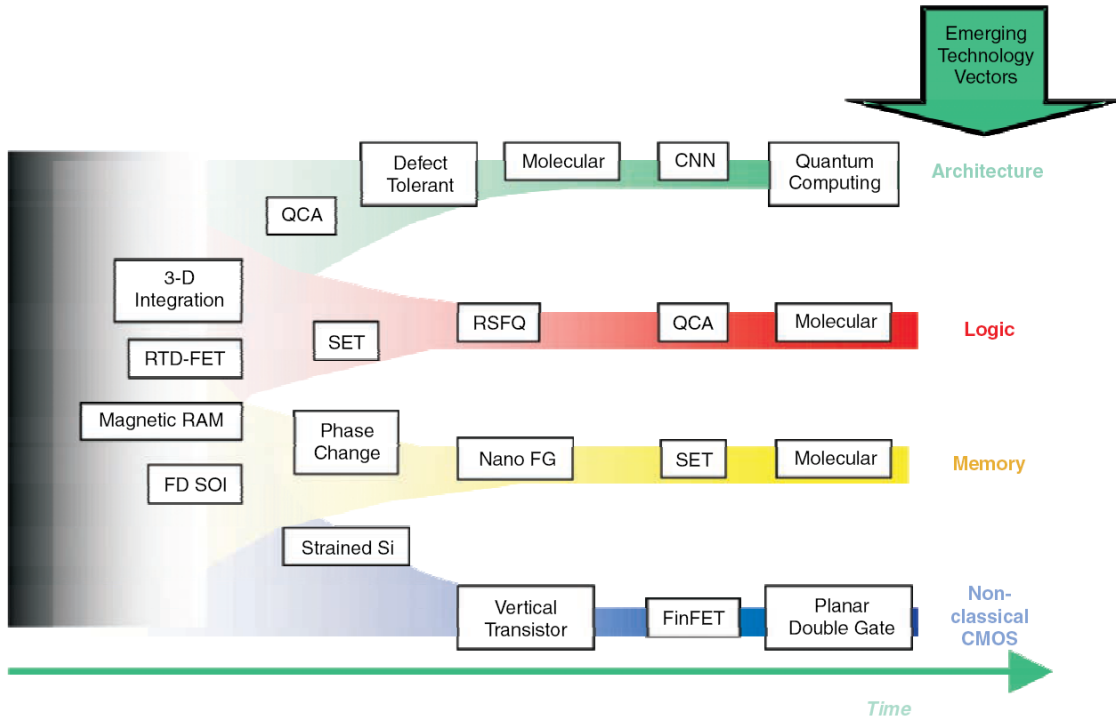 Emerging
Technology
Vectors
Defect
Tolerant
Molecular
CNN
Quantum
Computing
Architecture
QCA
3-D
Integration
RSFQ
QCA
Molecular
Logic
SET
RTD-FET
Magnetic RAM
Phase
Change
Nano FG
SET
Molecular
Memory
FD SOI
Strained Si
Vertical
Transistor
FinFET
Planar
Double Gate
Non-
classical
CMOS
Time